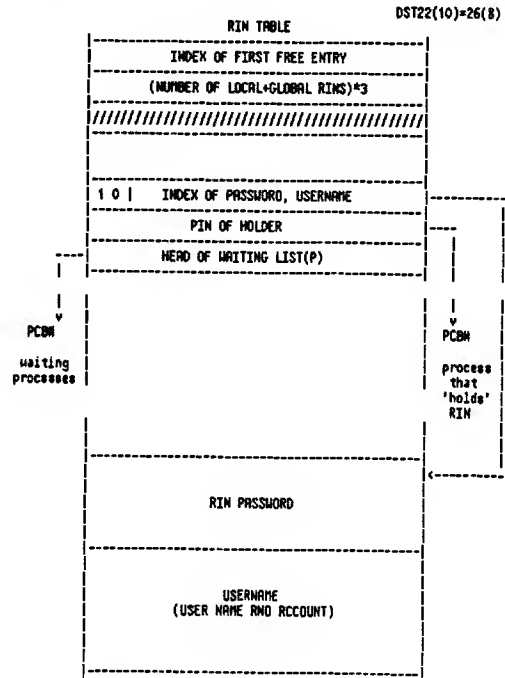 DST22(10)=26(8)
RIN TABLE
INDEX OF FIRST FREE ENTRY
(NUMBER OF LOCAL+GLOBAL RINS)*3
//////////////////////////////////////////
1 0 | INDEX OF PASSWORD, USERNAME
PIN OF HOLDER
HEAD OF WAITING LIST(P)
PCB#
waiting
processes
PCB#
process
that
'holds'
RIN
RIN PASSWORD
USERNAME
(USER NAME AND ACCOUNT)